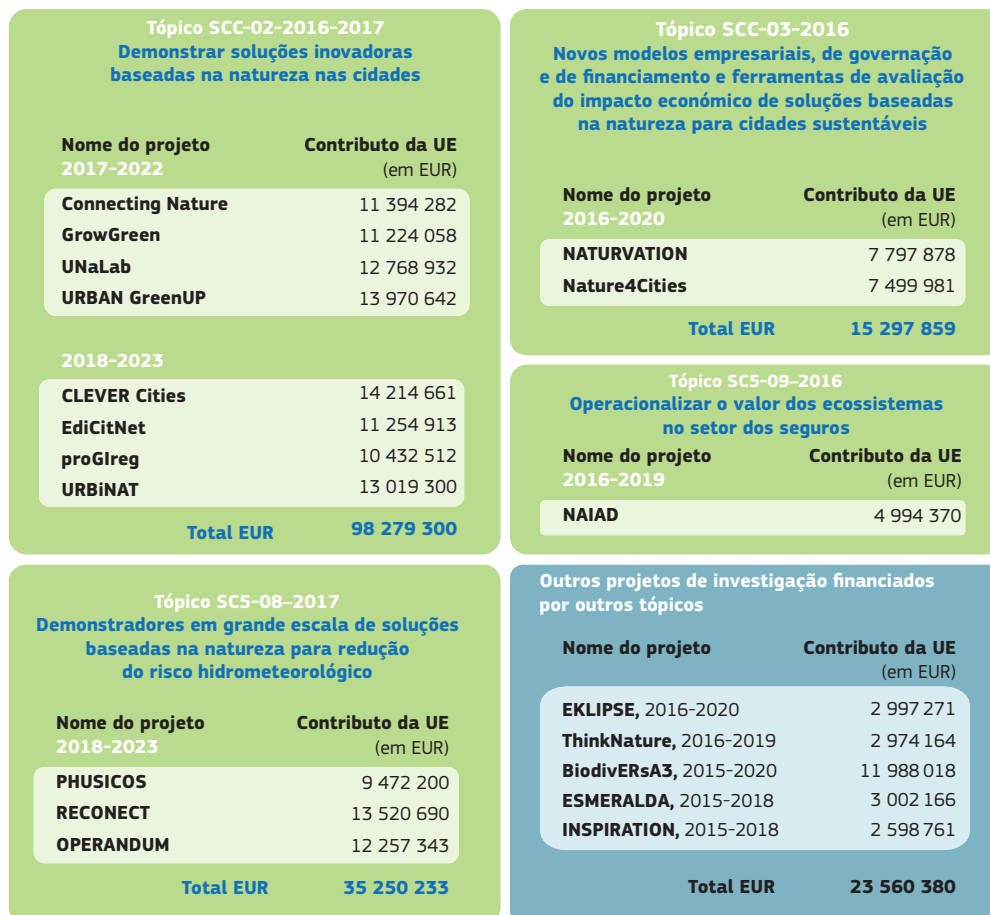 Tópico SCC-02-2016-2017
Demonstrar soluções inovadoras
baseadas na natureza nas cidades
Nome do projeto Contributo da UE
2017-2022 (em EUR)
Connecting Nature 11 394 282
GrowGreen 11 224 058
UNaLab 12 768 932
URBAN GreenUP 13 970 642
2018-2023
CLEVER Cities 14 214 661
EdiCitNet 11 254 913
proGIreg 10 432 512
URBiNAT 13 019 300
Total EUR 98 279 300
Tópico SCC-03-2016
Novos modelos empresariais, de governação
e de financiamento e ferramentas de avaliação
do impacto económico de soluções baseadas
na natureza para cidades sustentáveis
Nome do projeto Contributo da UE
2016-2020 (em EUR)
NATURVATION 7 797 878
Nature4Cities 7 499 981
Total EUR 15 297 859
Tópico SC5-09–2016
Operacionalizar o valor dos ecossistemas
no setor dos seguros
Nome do projeto Contributo da UE
2016-2019 (em EUR)
NAIAD 4 994 370
Tópico SC5-08–2017
Demonstradores em grande escala de soluções
baseadas na natureza para redução
do risco hidrometeorológico
Nome do projeto Contributo da UE
2018-2023 (em EUR)
PHUSICOS 9 472 200
RECONECT 13 520 690
OPERANDUM 12 257 343
Total EUR 35 250 233
Outros projetos de investigação financiados
por outros tópicos
Nome do projeto Contributo da UE
(em EUR)
EKLIPSE, 2016-2020 2 997 271
ThinkNature, 2016-2019 2 974 164
BiodivERsA3, 2015-2020 11 988 018
ESMERALDA, 2015-2018 3 002 166
INSPIRATION, 2015-2018 2 598 761
Total EUR 23 560 380